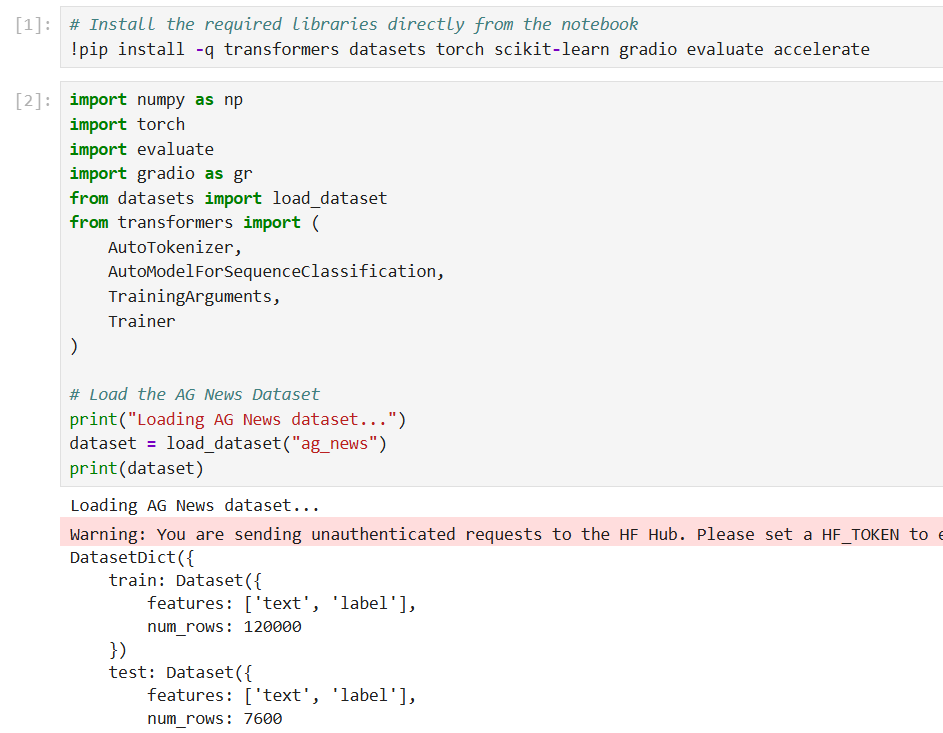 [1]: # Install the required libraries directly from the notebook
!pip install -q transformers datasets torch scikit-learn gradio evaluate accelerate
[2]: import numpy as np
import torch
import evaluate
import gradio as gr
from datasets import load_dataset
from transformers import (
    AutoTokenizer,
    AutoModelForSequenceClassification,
    TrainingArguments,
    Trainer
)
# Load the AG News Dataset
print("Loading AG News dataset...")
dataset = load_dataset("ag_news")
print(dataset)
Loading AG News dataset...
Warning: You are sending unauthenticated requests to the HF Hub. Please set a HF_TOKEN to
DatasetDict({
    train: Dataset({
        features: ['text', 'label'],
        num_rows: 120000
    })
    test: Dataset({
        features: ['text', 'label'],
        num_rows: 7600